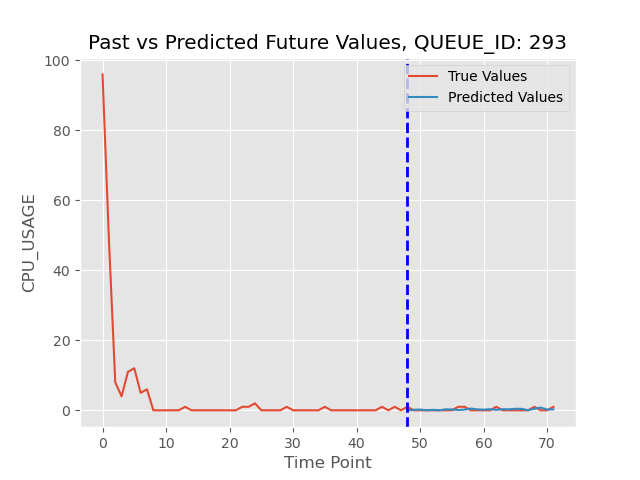 Past vs Predicted Future Values, QUEUE_ID: 293
True Values
Predicted Values
CPU_USAGE
100
80
60
40
20
0
0 10 20 30 40 50 60 70
Time Point